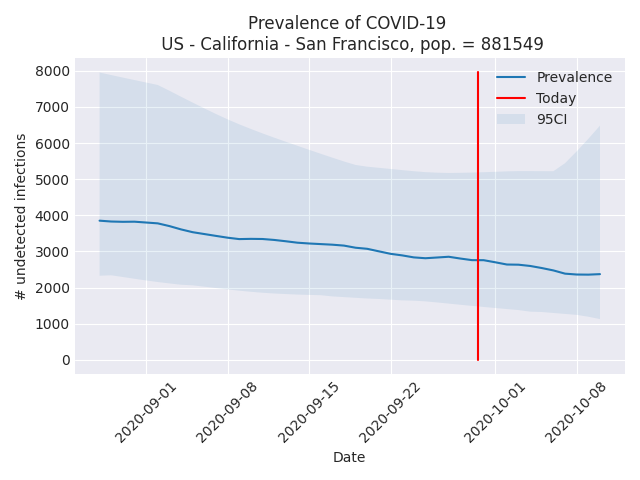 Prevalence of COVID-19
US - California - San Francisco, pop. = 881549
8000
7000
6000
5000
4000
3000
2000
1000
0
# undetected infections
Prevalence
Today
95CI
2020-09-01
2020-09-08
2020-09-15
2020-09-22
2020-10-01
2020-10-08
Date